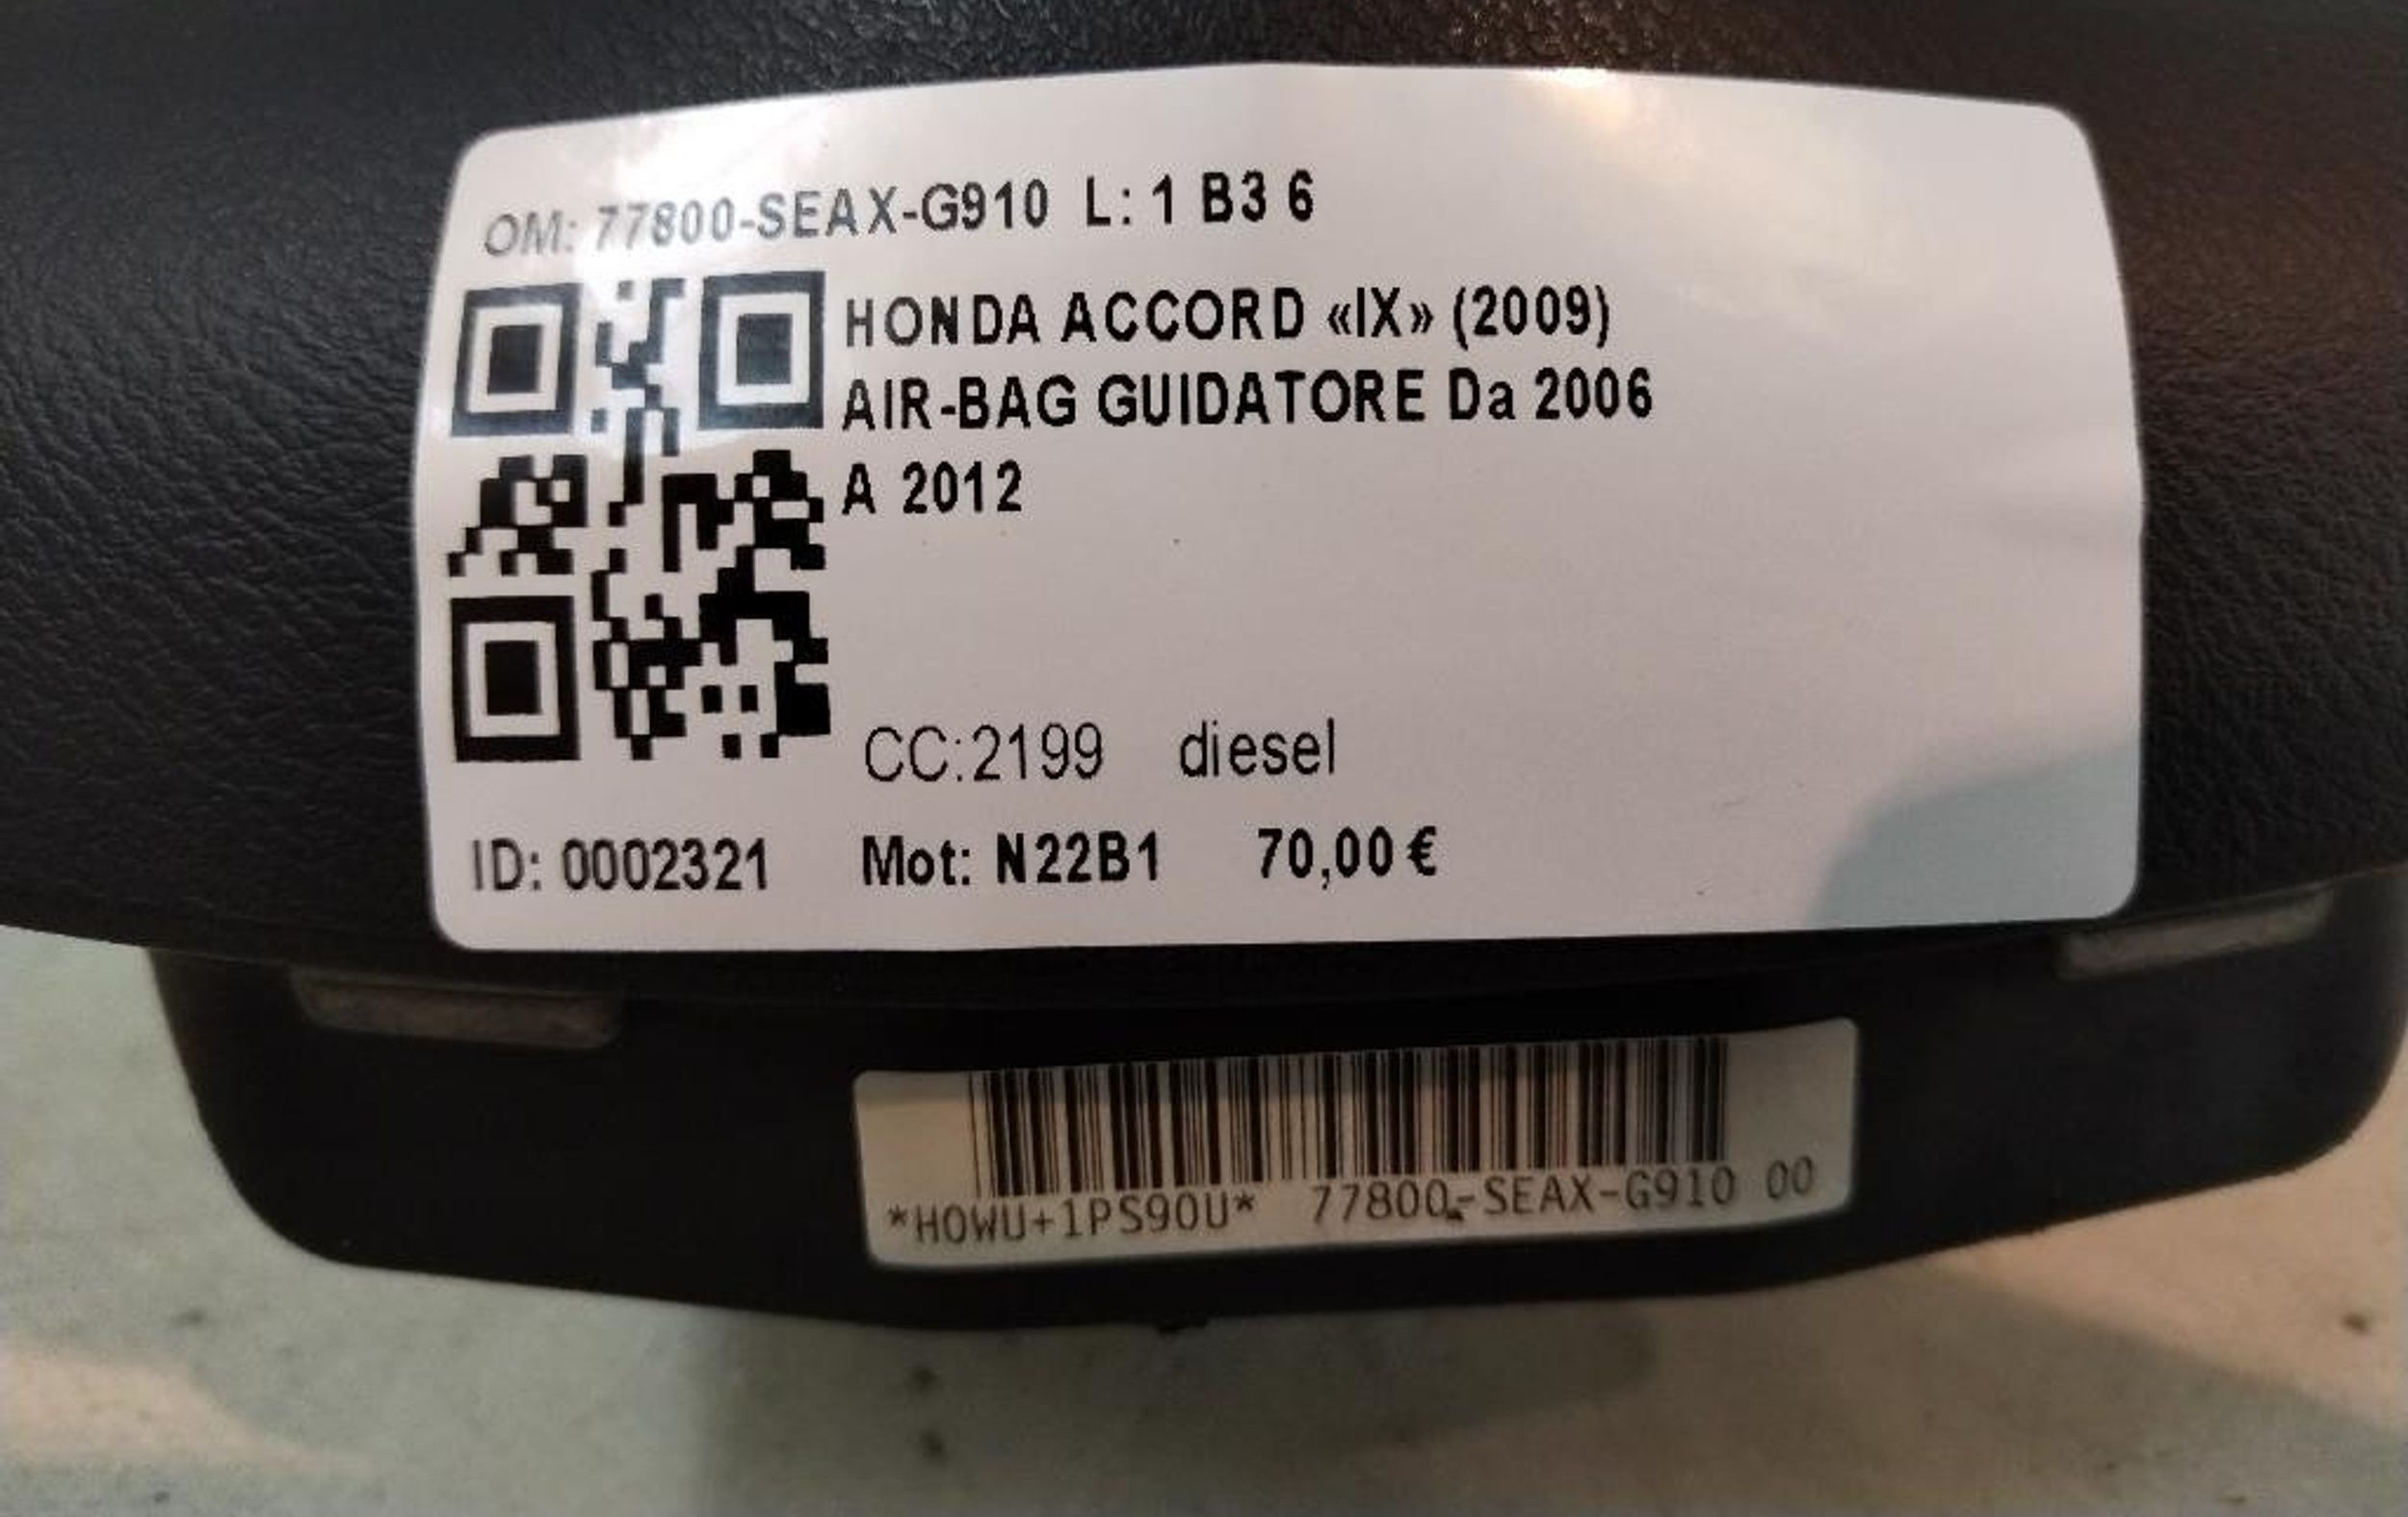 OM: 77800-SEAX-G910 L: 1 B3 6
HONDA ACCORD «IX» (2009)
AIR-BAG GUIDATORE Da 2006
A 2012
CC:2199 diesel
ID: 0002321 Mot: N22B1 70,00 €
*H0WU+1PS90U* 77800-SEAX-G910 00